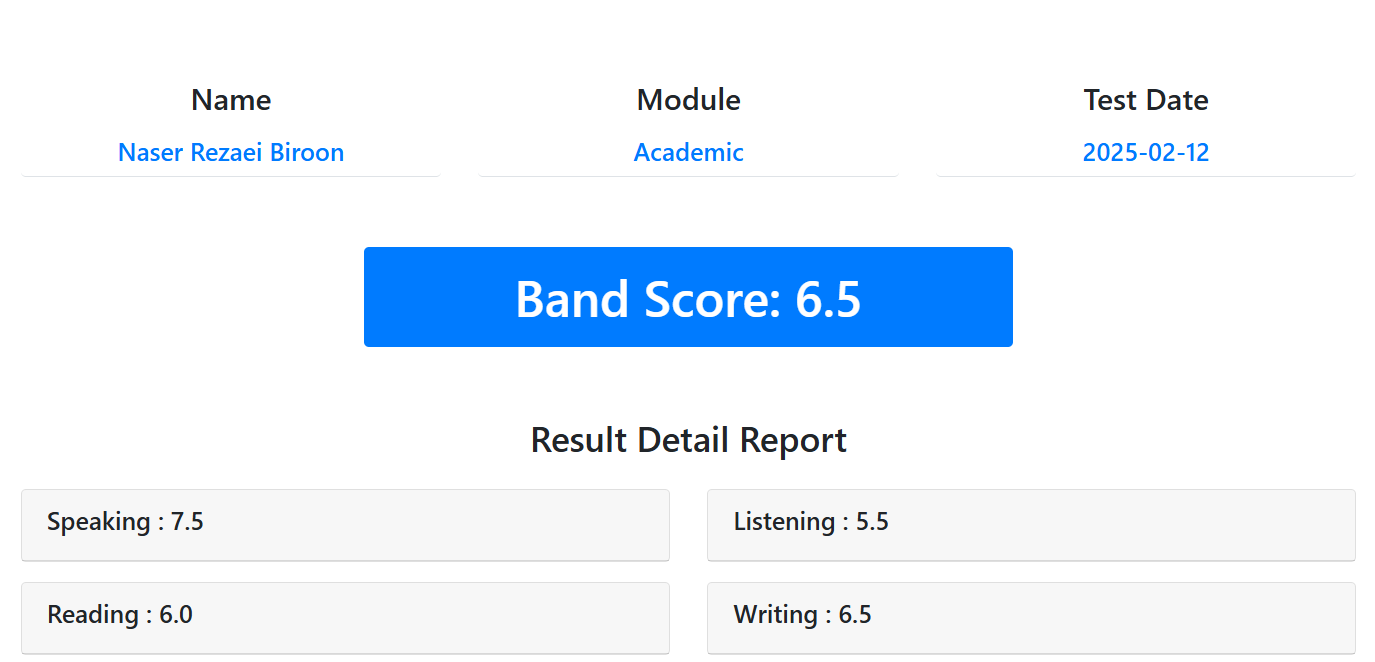 Name
Module
Test Date
Naser Rezaei Biroon
Academic
2025-02-12
Band Score: 6.5
Result Detail Report
Speaking : 7.5
Listening : 5.5
Reading : 6.0
Writing : 6.5